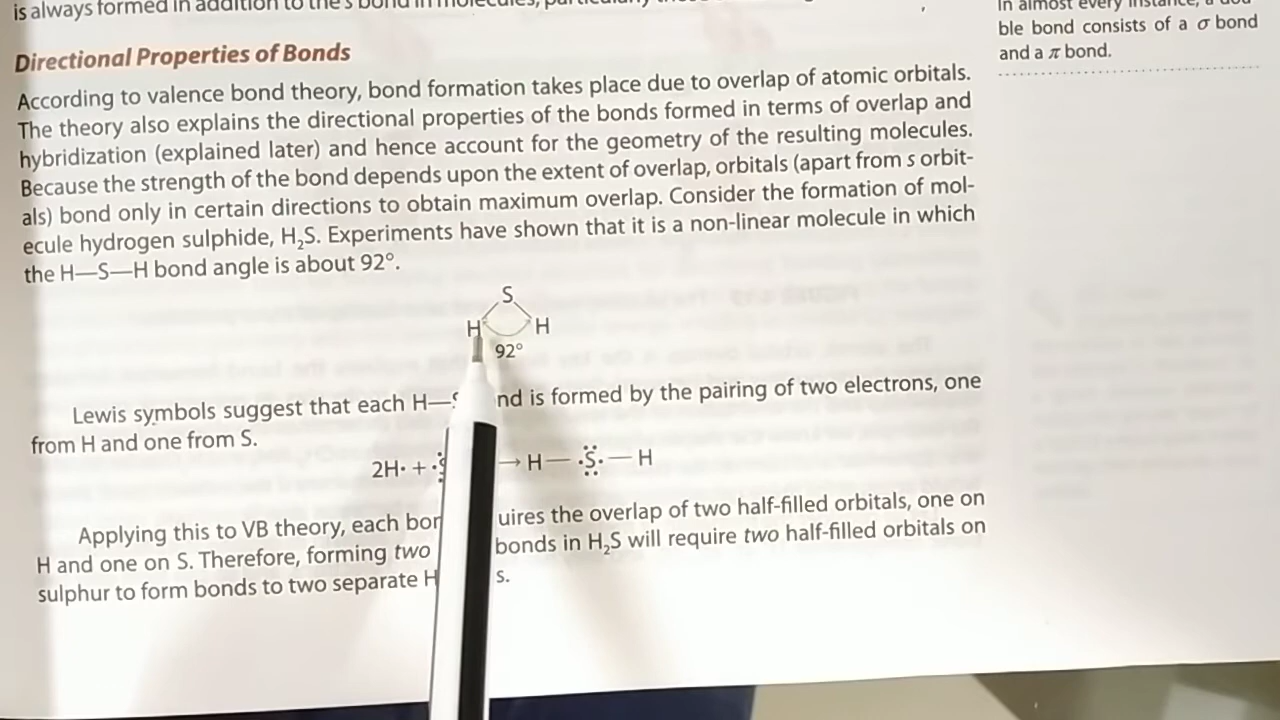 is always formed in addition to the s bond in molecules,
Directional Properties of Bonds
According to valence bond theory, bond formation takes place due to overlap of atomic orbitals.
The theory also explains the directional properties of the bonds formed in terms of overlap and
hybridization (explained later) and hence account for the geometry of the resulting molecules.
Because the strength of the bond depends upon the extent of overlap, orbitals (apart from s orbit-
als) bond only in certain directions to obtain maximum overlap. Consider the formation of mol-
ecule hydrogen sulphide, H₂S. Experiments have shown that it is a non-linear molecule in which
the H—S—H bond angle is about 92°.
S
H H
92°
Lewis symbols suggest that each H— nd is formed by the pairing of two electrons, one
from H and one from S.
2H· + · → H— ·S̤̈· — H
Applying this to VB theory, each uires the overlap of two half-filled orbitals, one on
H and one on S. Therefore, forming two bonds in H₂S will require two half-filled orbitals on
sulphur to form bonds to two separate H s.
in almost every instance, a dou-
ble bond consists of a σ bond
and a π bond.